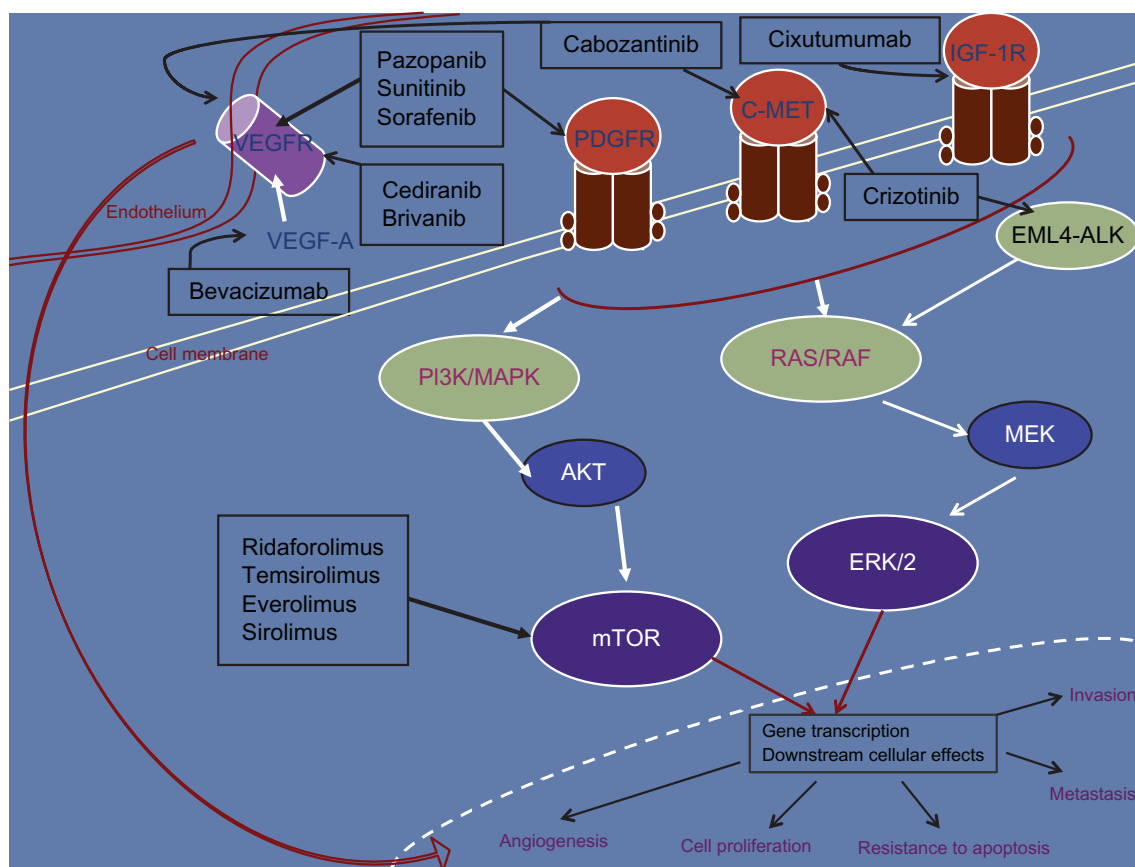 Cabozantinib
Cixutumumab
IGF-1R
Pazopanib
Sunitinib
Sorafenib
C-MET
VEGFR
PDGFR
Cediranib
Brivanib
Crizotinib
Endothelium
VEGF-A
EML4-ALK
Bevacizumab
Cell membrane
PI3K/MAPK
RAS/RAF
MEK
AKT
Ridaforolimus
Temsirolimus
Everolimus
Sirolimus
ERK/2
mTOR
Invasion
Gene transcription
Downstream cellular effects
Metastasis
Angiogenesis
Cell proliferation
Resistance to apoptosis